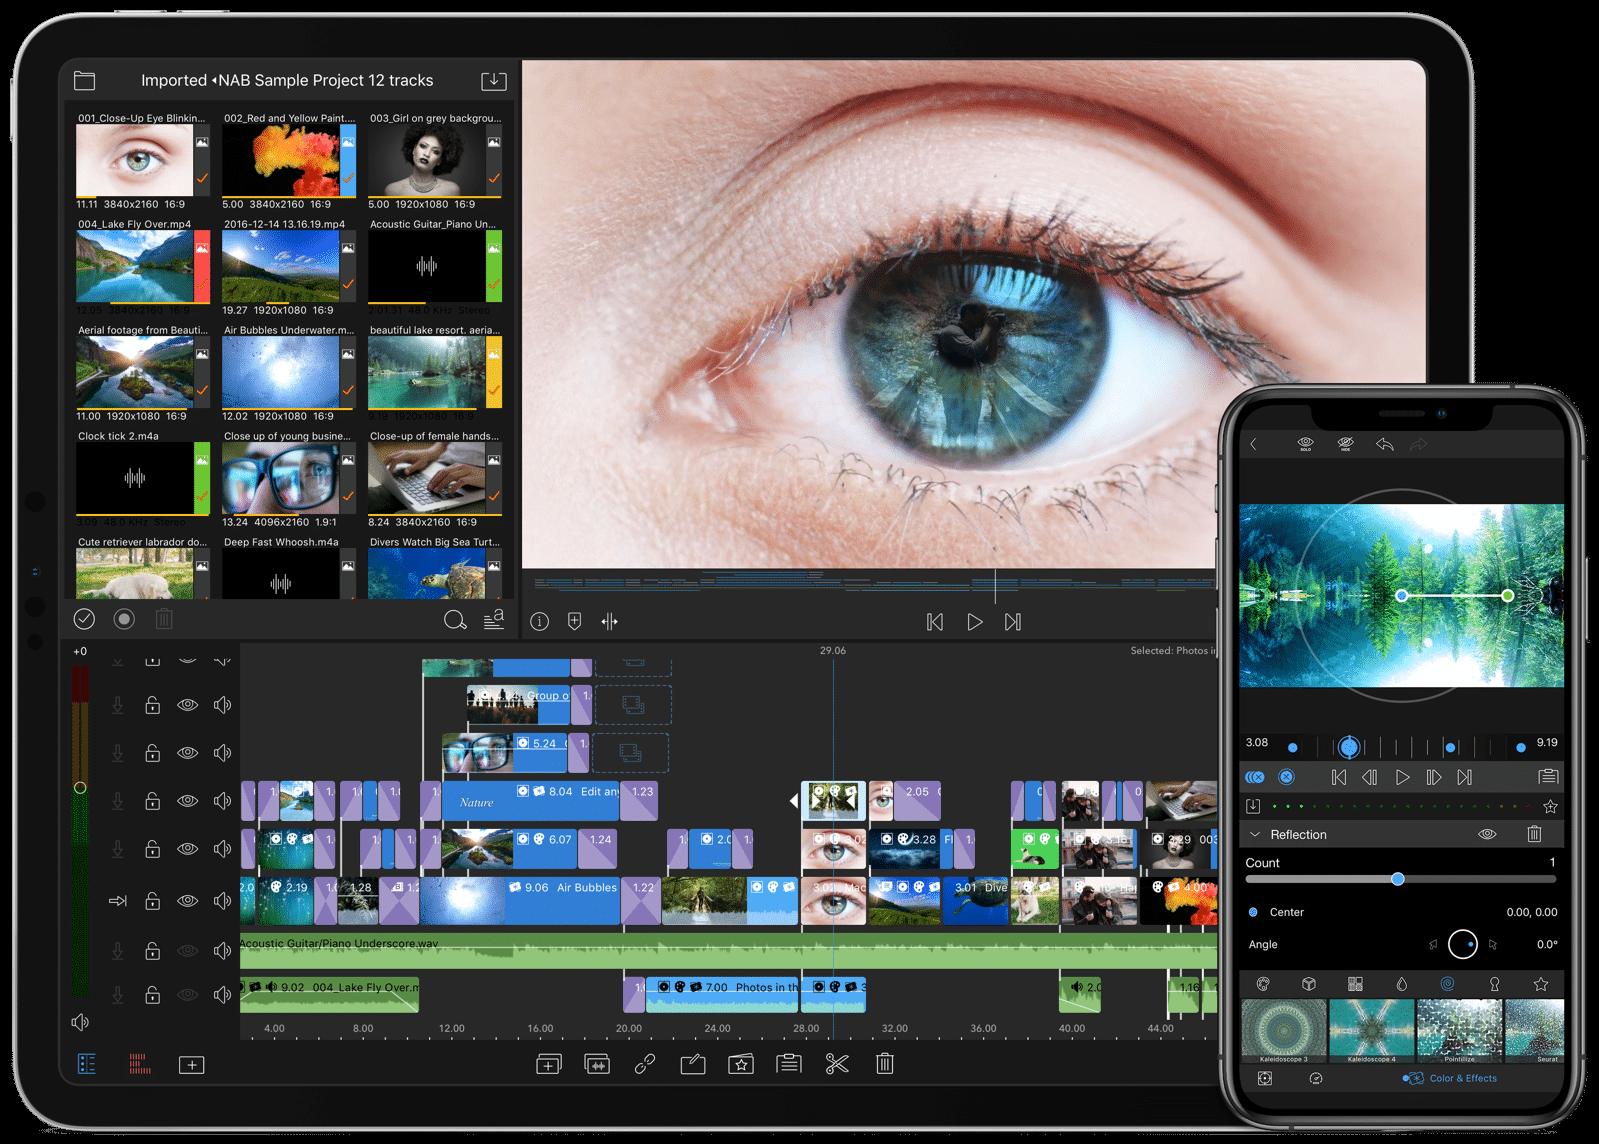 Imported ◂NAB Sample Project 12 tracks
001_Close-Up Eye Blinkin... 002_Red and Yellow Paint.... 003_Girl on grey backgrou...
11.11 3840x2160 16:9 5.00 3840x2160 16:9 5.00 1920x1080 16:9
004_Lake Fly Over.mp4 2016-12-14 13.16.19.mp4 Acoustic Guitar_Piano Un...
12.05 3840x2160 16:9 19.27 1920x1080 16:9 2:01.31 48.0 KHz Stereo
Aerial footage from Beauti... Air Bubbles Underwater.m... beautiful lake resort. aeria...
11.00 1920x1080 16:9 12.02 1920x1080 16:9 1920x1080 16:9
Clock tick 2.m4a Close up of young busine... Close-up of female hands...
3.09 48.0 KHz Stereo 13.24 4096x2160 1.9:1 8.24 3840x2160 16:9
Cute retriever labrador do... Deep Fast Whoosh.m4a Divers Watch Big Sea Turt...
+0
29.06
Selected: Photos in
Group o
5.24
Nature 8.04 Edit any 1.23
2.05
6.07 1.24
3.28
3.29 003
2.19 1.28
9.06 Air Bubbles 1.22
3.01 Mac
3.01 Dive
4.00
Acoustic Guitar/Piano Underscore.wav
9.02 004_Lake Fly Over.m
7.00 Photos in th
1.16
4.00 8.00 12.00 16.00 20.00 24.00 28.00 32.00 36.00 40.00 44.00
SOLO HIDE
3.08 9.19
Reflection
Count 1
Center 0.00, 0.00
Angle 0.0°
Kaleidoscope 3 Kaleidoscope 4 Pointillize Seurat
Color & Effects